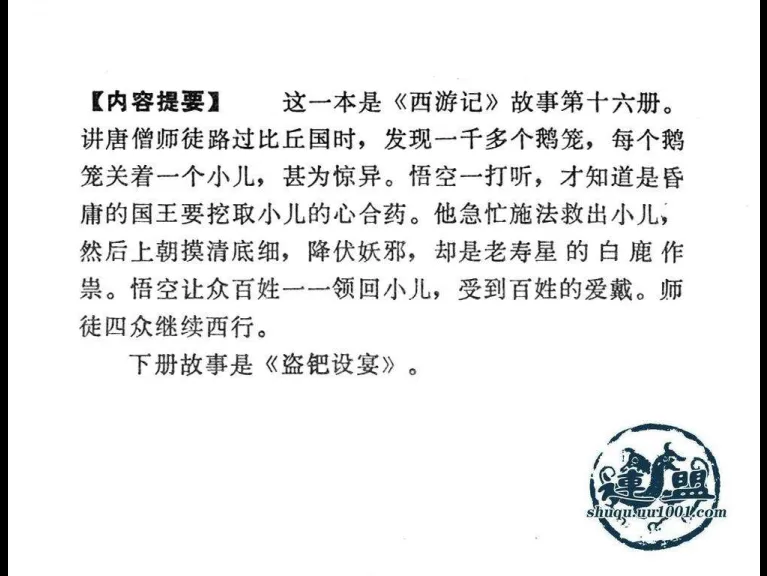 【内容提要】 这一本是《西游记》故事第十六册。
讲唐僧师徒路过比丘国时，发现一千多个鹅笼，每个鹅
笼关着一个小儿，甚为惊异。悟空一打听，才知道是昏
庸的国王要挖取小儿的心合药。他急忙施法救出小儿，
然后上朝摸清底细，降伏妖邪，却是老寿星的白鹿作
祟。悟空让众百姓一一领回小儿，受到百姓的爱戴。师
徒四众继续西行。
下册故事是《盗钯设宴》。
連盟
shuqu.uu1001.com